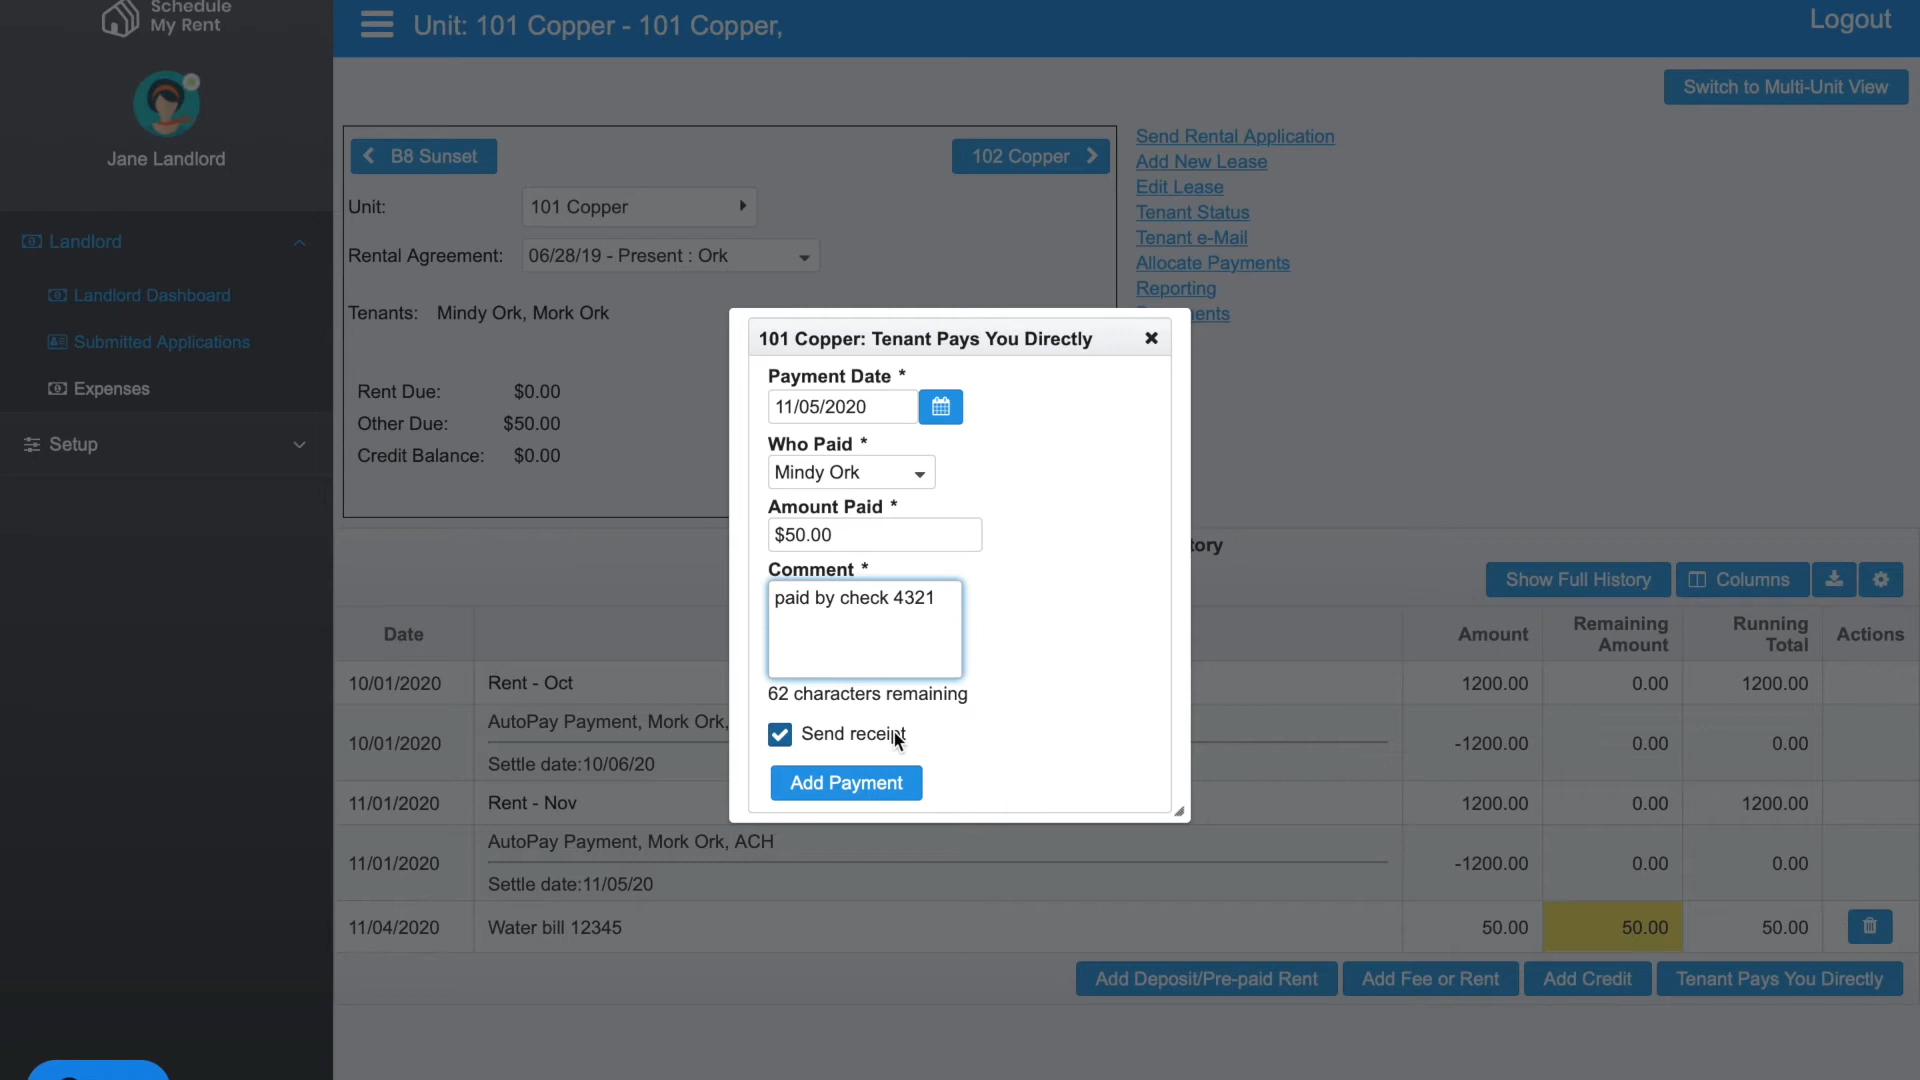 Schedule
My Rent
Unit: 101 Copper - 101 Copper,
Logout
Switch to Multi-Unit View
Jane Landlord
B8 Sunset
102 Copper
Send Rental Application
Add New Lease
Edit Lease
Tenant Status
Tenant e-Mail
Allocate Payments
Reporting
ents
Unit:
101 Copper
Rental Agreement:
06/28/19 - Present : Ork
Tenants: Mindy Ork, Mork Ork
Rent Due: $0.00
Other Due: $50.00
Credit Balance: $0.00
Landlord
Landlord Dashboard
Submitted Applications
Expenses
Setup
101 Copper: Tenant Pays You Directly
Payment Date *
11/05/2020
Who Paid *
Mindy Ork
Amount Paid *
$50.00
Comment *
paid by check 4321
62 characters remaining
Send receipt
Add Payment
tory
Show Full History
Columns
Date
Amount
Remaining
Amount
Running
Total
Actions
10/01/2020 Rent - Oct 1200.00 0.00 1200.00
10/01/2020 AutoPay Payment, Mork Ork, -1200.00 0.00 0.00
Settle date:10/06/20
11/01/2020 Rent - Nov 1200.00 0.00 1200.00
11/01/2020 AutoPay Payment, Mork Ork, ACH -1200.00 0.00 0.00
Settle date:11/05/20
11/04/2020 Water bill 12345 50.00 50.00 50.00
Add Deposit/Pre-paid Rent
Add Fee or Rent
Add Credit
Tenant Pays You Directly